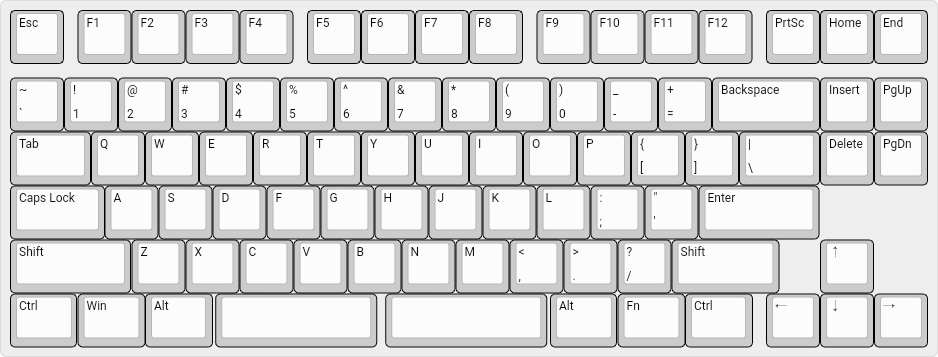 Esc F1 F2 F3 F4 F5 F6 F7 F8 F9 F10 F11 F12 PrtSc Home End
~ ! @ # $ % ^ & * ( ) _ + Backspace Insert PgUp
` 1 2 3 4 5 6 7 8 9 0 - =
Tab Q W E R T Y U I O P { } | Delete PgDn
[ ] \
Caps Lock A S D F G H J K L : " Enter
; '
Shift Z X C V B N M < > ? Shift ↑
, . /
Ctrl Win Alt Alt Fn Ctrl ← ↓ →